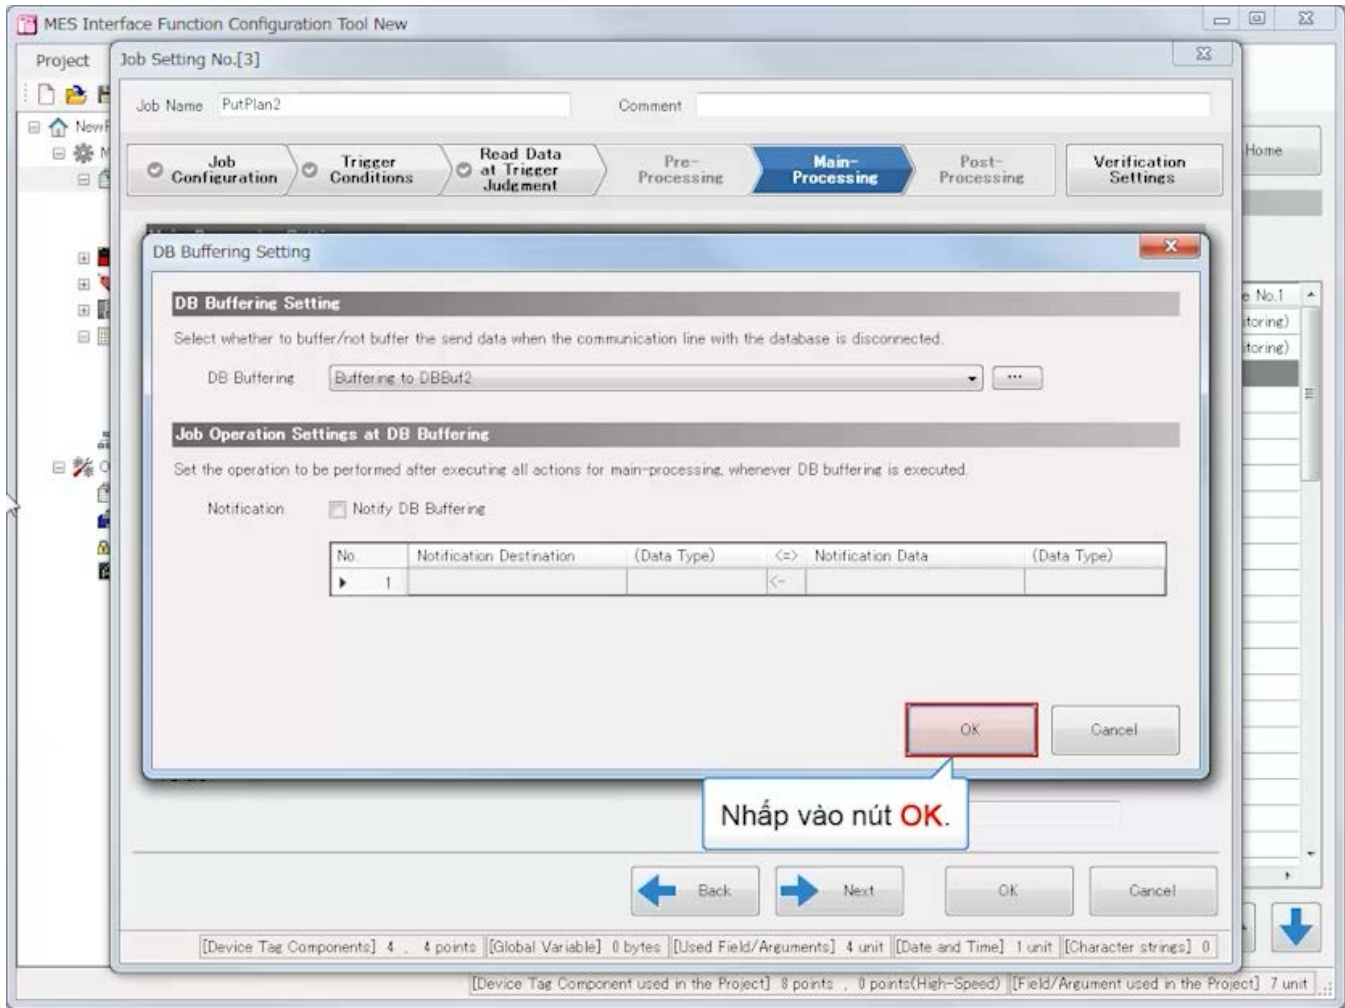 MES Interface Function Configuration Tool New
Project
Job Setting No.[3]
Job Name PutPlan2 Comment
Home
Job Configuration
Trigger Conditions
Read Data at Trigger Judgment
Pre-Processing
Main-Processing
Post-Processing
Verification Settings
DB Buffering Setting
DB Buffering Setting
Select whether to buffer/not buffer the send data when the communication line with the database is disconnected.
DB Buffering Buffering to DBBuf2 ...
Job Operation Settings at DB Buffering
Set the operation to be performed after executing all actions for main-processing, whenever DB buffering is executed.
Notification Notify DB Buffering
No. Notification Destination (Data Type) <=> Notification Data (Data Type)
1 <-
OK Cancel
Nhấp vào nút OK.
Back Next OK Cancel
[Device Tag Components] 4 , 4 points [Global Variable] 0 bytes [Used Field/Arguments] 4 unit [Date and Time] 1 unit [Character strings] 0
[Device Tag Component used in the Project] 8 points , 0 points(High-Speed) [Field/Argument used in the Project] 7 unit